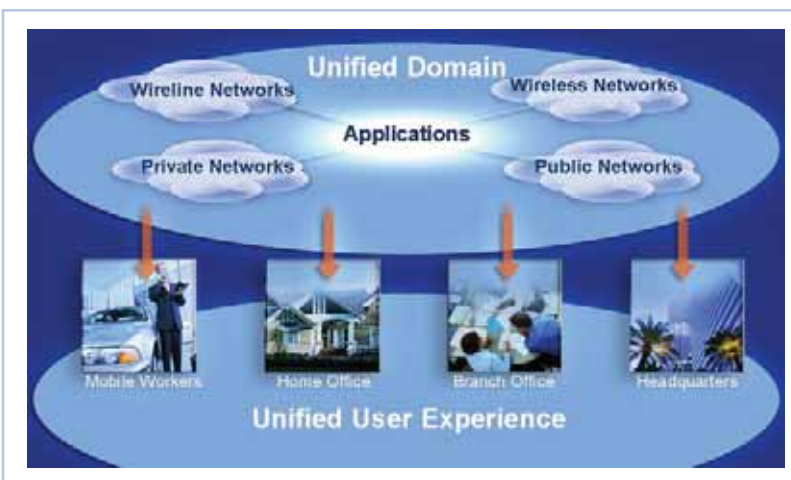 Unified Domain
Wireline Networks
Wireless Networks
Applications
Private Networks
Public Networks
Mobile Workers
Home Office
Branch Office
Headquarters
Unified User Experience